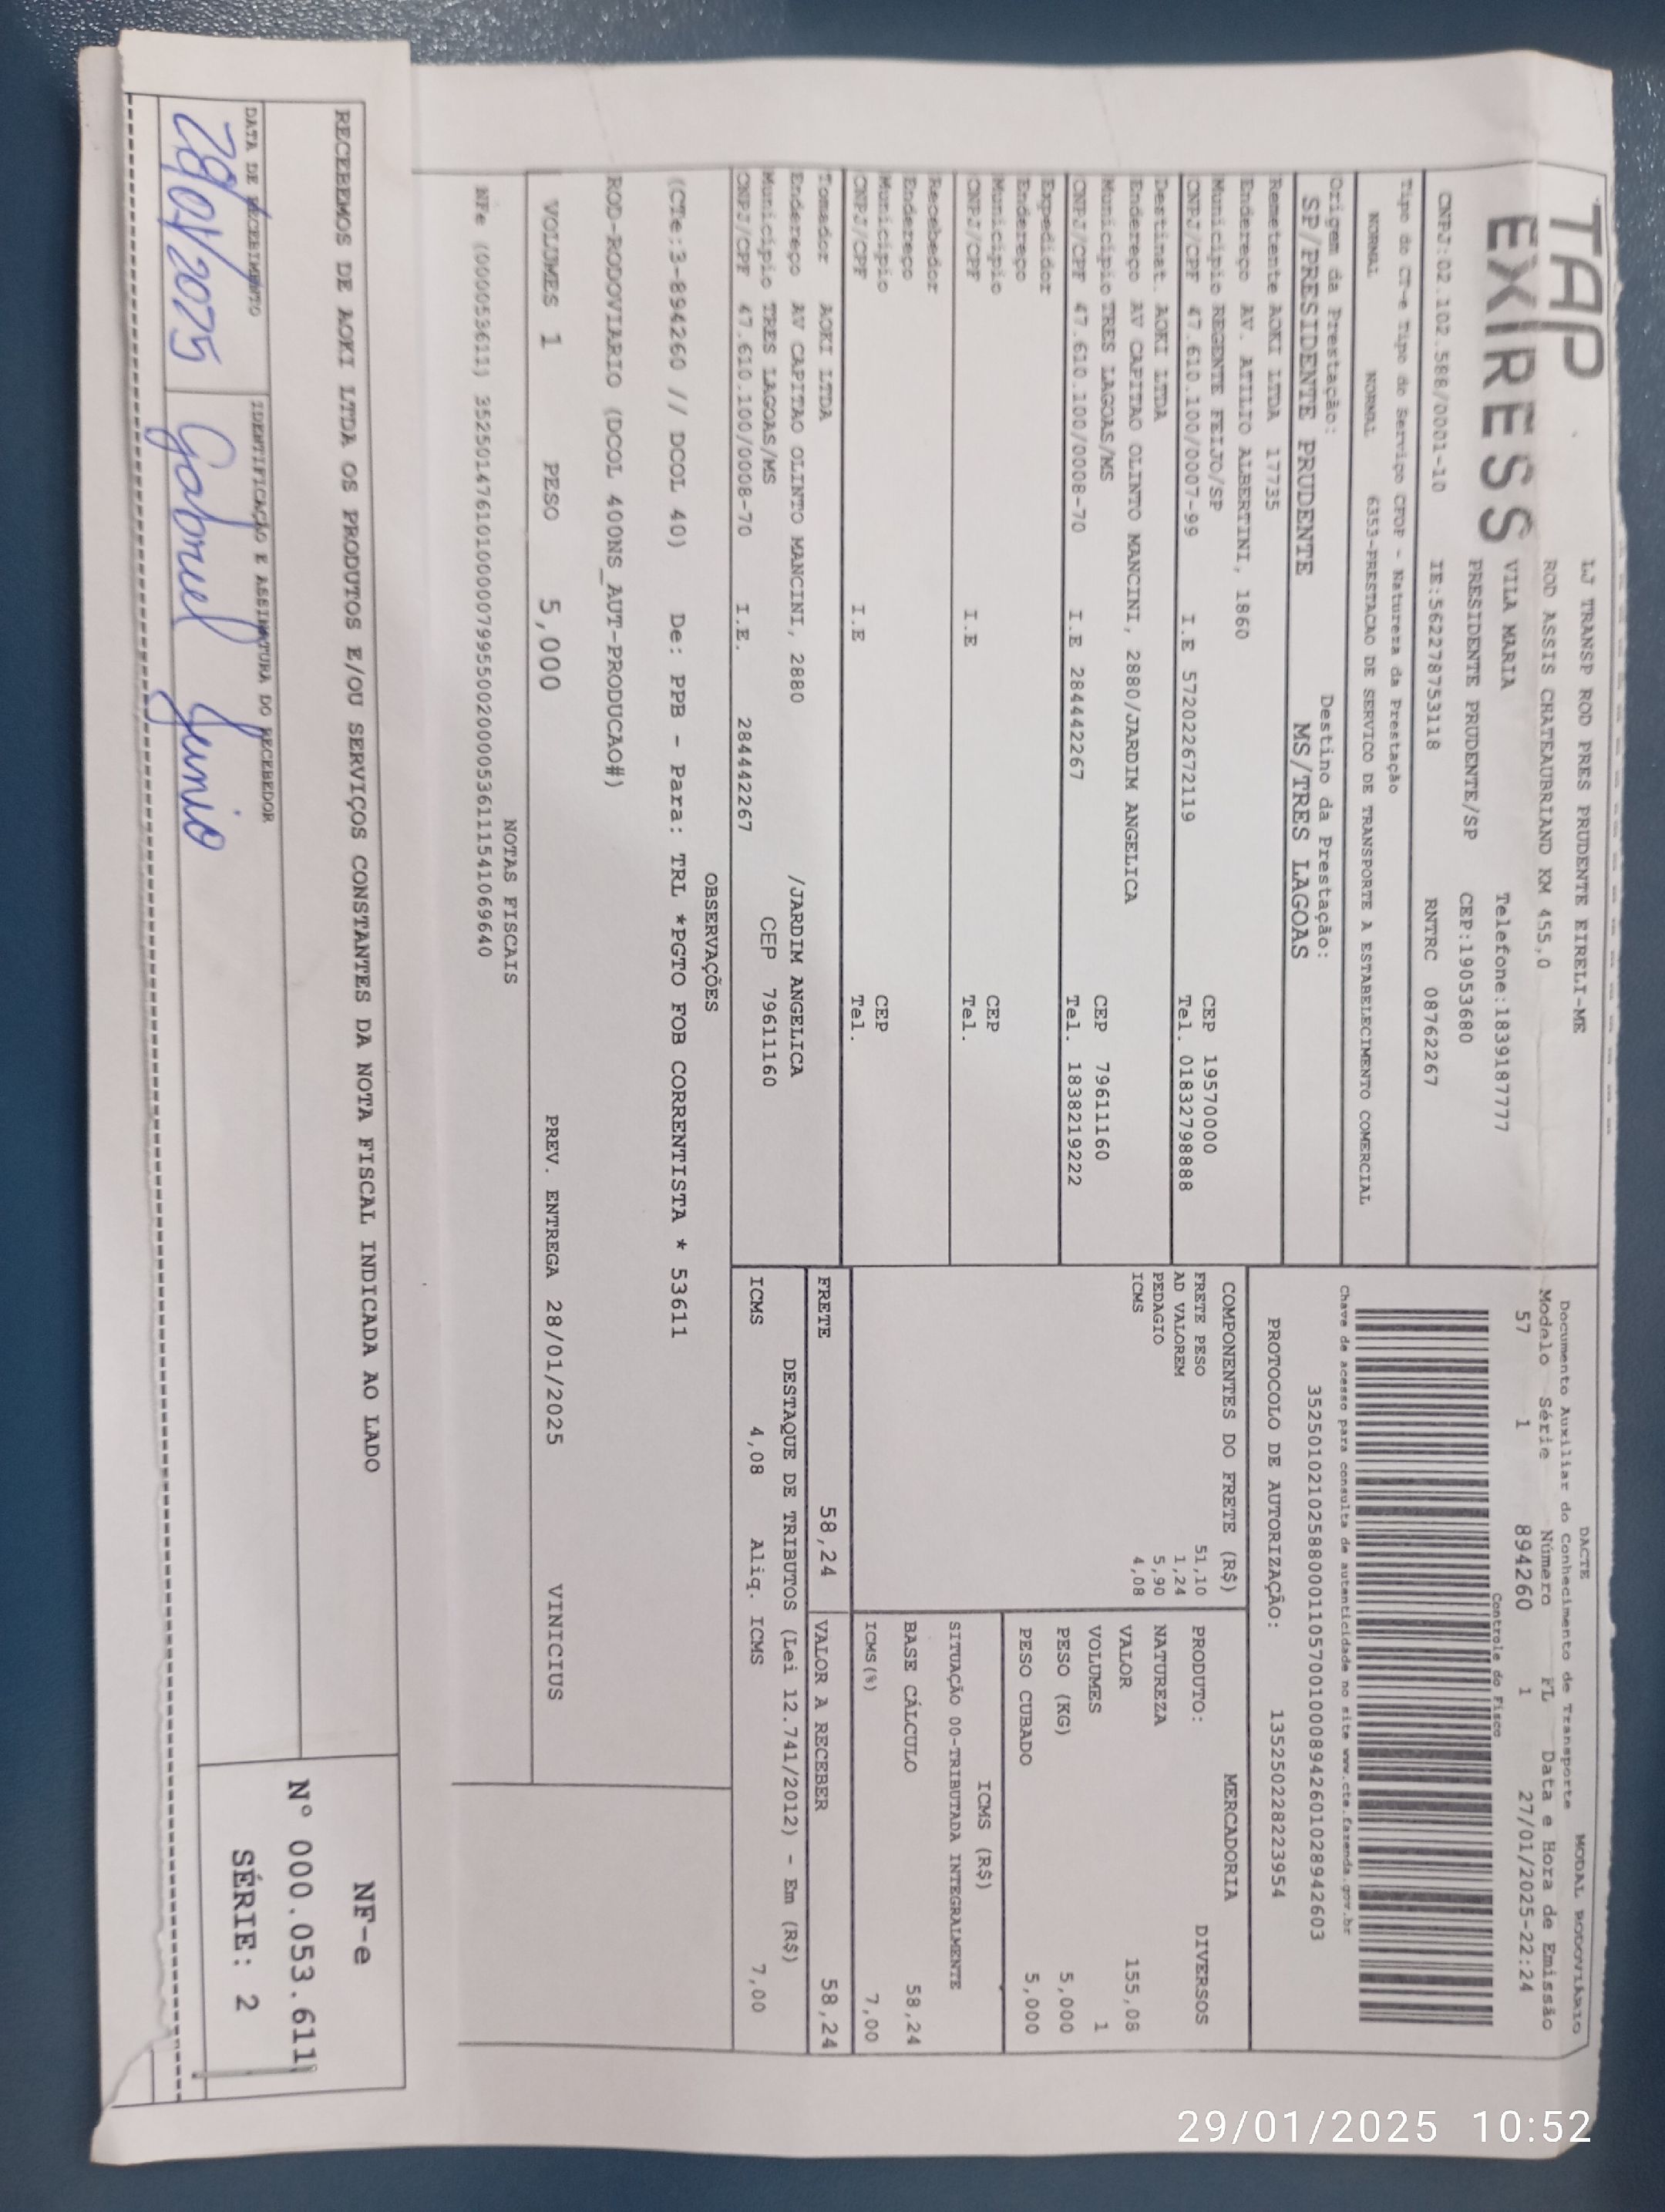 TAP
EXPRESS
LJ TRANSP ROD PRES PRUDENTE EIRELI-ME
ROD ASSIS CHATEAUBRIAND KM 455,0
VILA MARIA Telefone:1839187777
PRESIDENTE PRUDENTE/SP CEP:19053680
CNPJ:02.102.588/0001-10 IE:562278753118 RNTRC 08762267
DACTE MODAL RODOVIÁRIO
Documento Auxiliar do Conhecimento de Transporte
Modelo Série Número FL Data e Hora de Emissão
57 1 894260 1 27/01/2025-22:24
Controle do Fisco
Chave de acesso para consulta de autenticidade no site www.cte.fazenda.gov.br
35250102102588000110570010008942601028942603
PROTOCOLO DE AUTORIZAÇÃO: 135250228223954
Tipo do CT-e Tipo do Serviço CFOP - Natureza da Prestação
NORMAL NORMAL 6353-PRESTACAO DE SERVICO DE TRANSPORTE A ESTABELECIMENTO COMERCIAL
Origem da Prestação: Destino da Prestação:
SP/PRESIDENTE PRUDENTE MS/TRES LAGOAS
Remetente AOKI LTDA 17735
Endereço AV. ATILIO ALBERTINI, 1860
Município REGENTE FEIJO/SP CEP 19570000
CNPJ/CPF 47.610.100/0007-99 I.E 572022672119 Tel. 01832798888
Destinat. AOKI LTDA
Endereço AV CAPITAO OLINTO MANCINI, 2880/JARDIM ANGELICA
Município TRES LAGOAS/MS CEP 79611160
CNPJ/CPF 47.610.100/0008-70 I.E 284442267 Tel. 1838219222
Expedidor
Endereço
Município CEP
CNPJ/CPF I.E Tel.
Recebedor
Endereço
Município CEP
CNPJ/CPF I.E Tel.
Tomador AOKI LTDA
Endereço AV CAPITAO OLINTO MANCINI, 2880 /JARDIM ANGELICA
Município TRES LAGOAS/MS CEP 79611160
CNPJ/CPF 47.610.100/0008-70 I.E. 284442267
COMPONENTES DO FRETE (R$)
FRETE PESO 51,10
AD VALOREM 1,24
PEDAGIO 5,90
ICMS 4,08
MERCADORIA
PRODUTO: DIVERSOS
NATUREZA
VALOR 155,08
VOLUMES 1
PESO (KG) 5,000
PESO CUBADO 5,000
ICMS (R$)
SITUAÇÃO 00-TRIBUTADA INTEGRALMENTE
BASE CÁLCULO 58,24
ICMS(%) 7,00
FRETE 58,24 VALOR A RECEBER 58,24
DESTAQUE DE TRIBUTOS (Lei 12.741/2012) - Em (R$)
ICMS 4,08 Aliq. ICMS 7,00
OBSERVAÇÕES
(CTe:3-894260 // DCOL 40) De: PPB - Para: TRL *PGTO FOB CORRENTISTA * 53611
ROD-RODOVIARIO (DCOL 400NS_AUT-PRODUCAO#)
VOLUMES 1 PESO 5,000 PREV. ENTREGA 28/01/2025 VINICIUS
NOTAS FISCAIS
NFe (000053611) 35250147610100000799550020000536111541069640
RECEBEMOS DE AOKI LTDA OS PRODUTOS E/OU SERVIÇOS CONSTANTES DA NOTA FISCAL INDICADA AO LADO
DATA DE RECEBIMENTO IDENTIFICAÇÃO E ASSINATURA DO RECEBEDOR
28/01/2025 Gabriel Junio
NF-e
Nº 000.053.611
SÉRIE: 2
29/01/2025 10:52